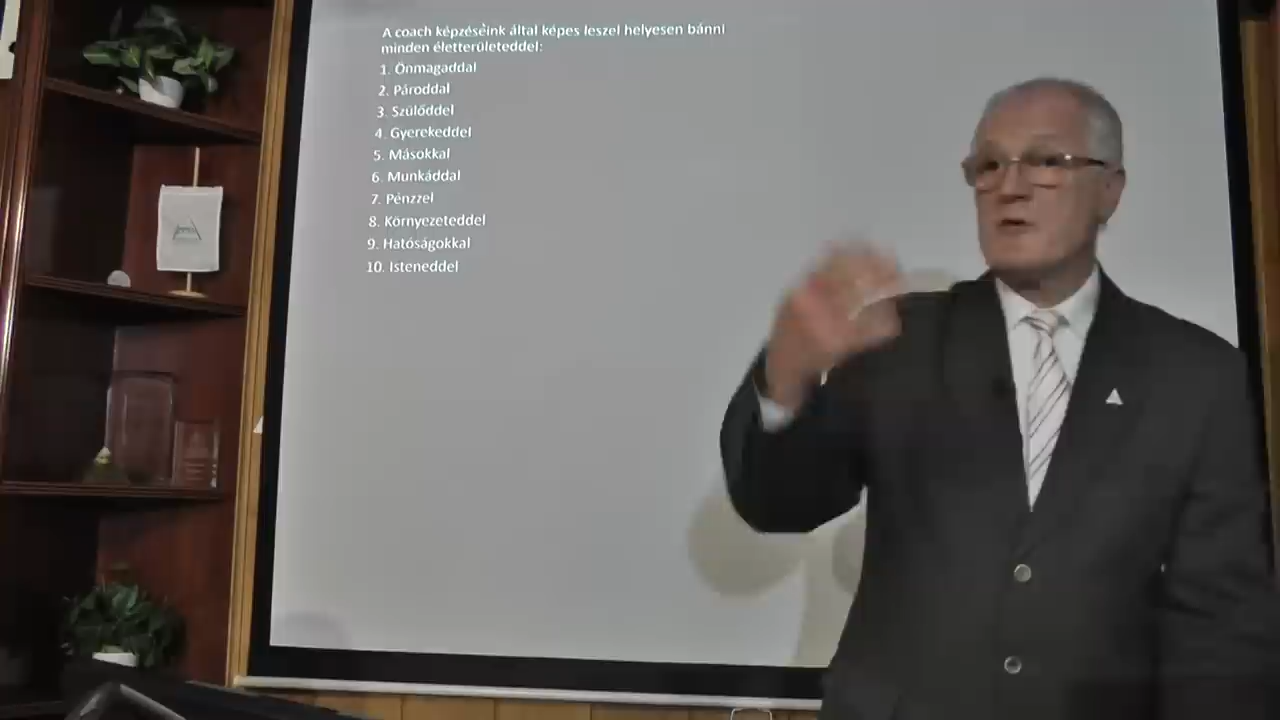 A coach képzéseink által képes leszel helyesen bánni
minden életterületeddel:
1. Önmagaddal
2. Pároddal
3. Szülőddel
4. Gyerekeddel
5. Másokkal
6. Munkáddal
7. Pénzzel
8. Környezeteddel
9. Hatóságokkal
10. Isteneddel